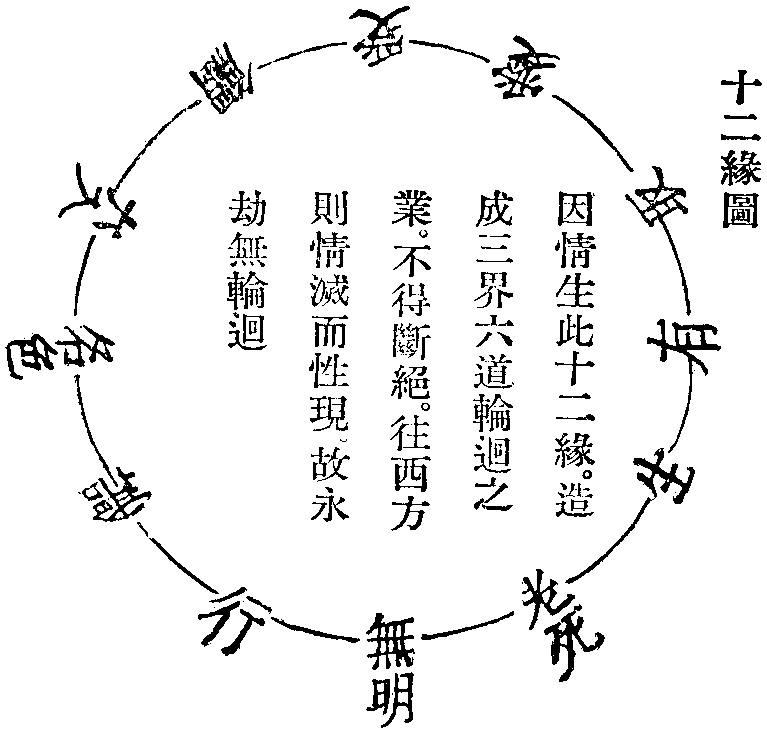 十二緣圖
因情生此十二緣。造
成三界六道輪迴之
業。不得斷絕。往西方
則情滅而性現。故永
劫無輪迴
無明
行
識
名色
六入
觸
受
愛
取
有
生
老死